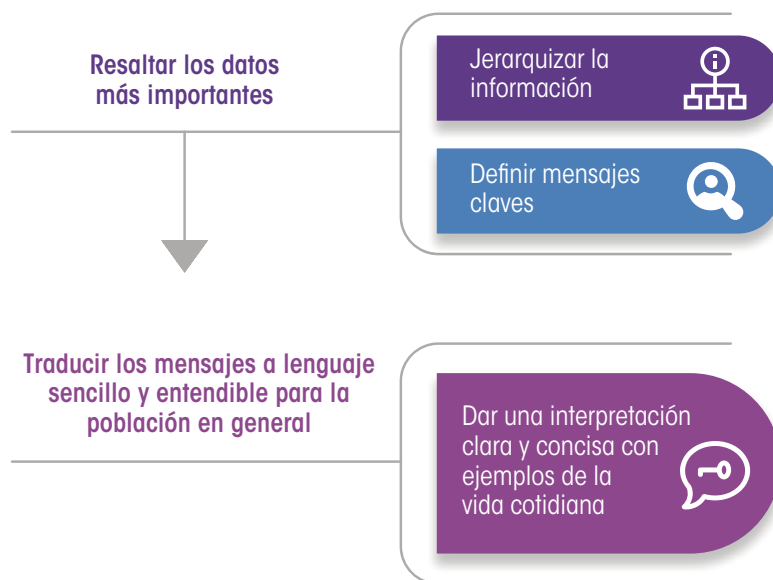 Resaltar los datos
más importantes
Jerarquizar la
información
Definir mensajes
claves
Traducir los mensajes a lenguaje
sencillo y entendible para la
población en general
Dar una interpretación
clara y concisa con
ejemplos de la
vida cotidiana